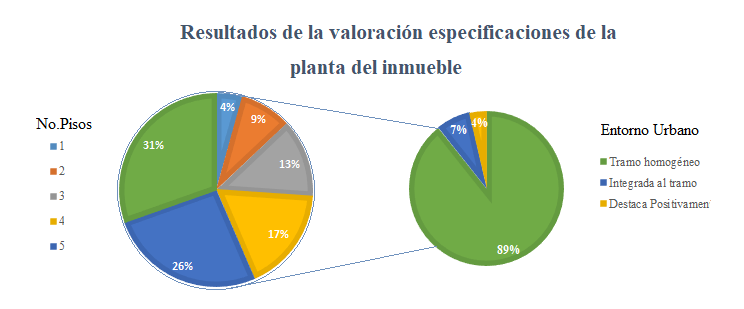 Resultados de la valoración especificaciones de la
planta del inmueble
No.Pisos
1
2
3
4
5
4%
9%
13%
17%
26%
31%
7%
4%
89%
Entorno Urbano
Tramo homogéneo
Integrada al tramo
Destaca Positivamen